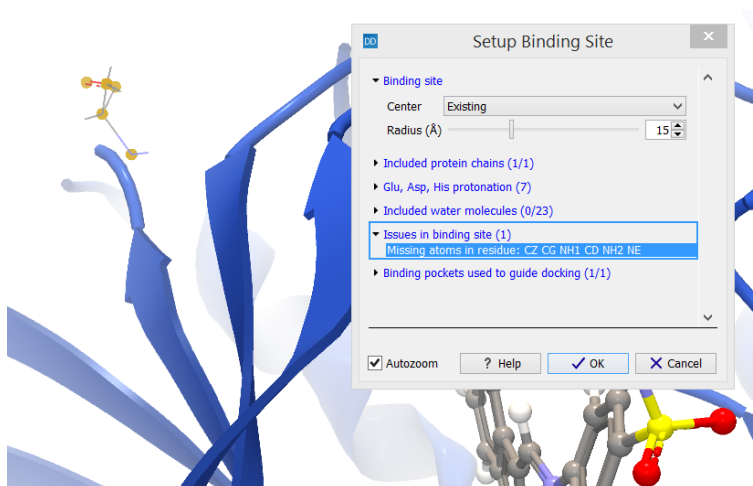 DD Setup Binding Site
Binding site
Center Existing
Radius (Å) 15
Included protein chains (1/1)
Glu, Asp, His protonation (7)
Included water molecules (0/23)
Issues in binding site (1)
Missing atoms in residue: CZ CG NH1 CD NH2 NE
Binding pockets used to guide docking (1/1)
Autozoom ? Help OK Cancel